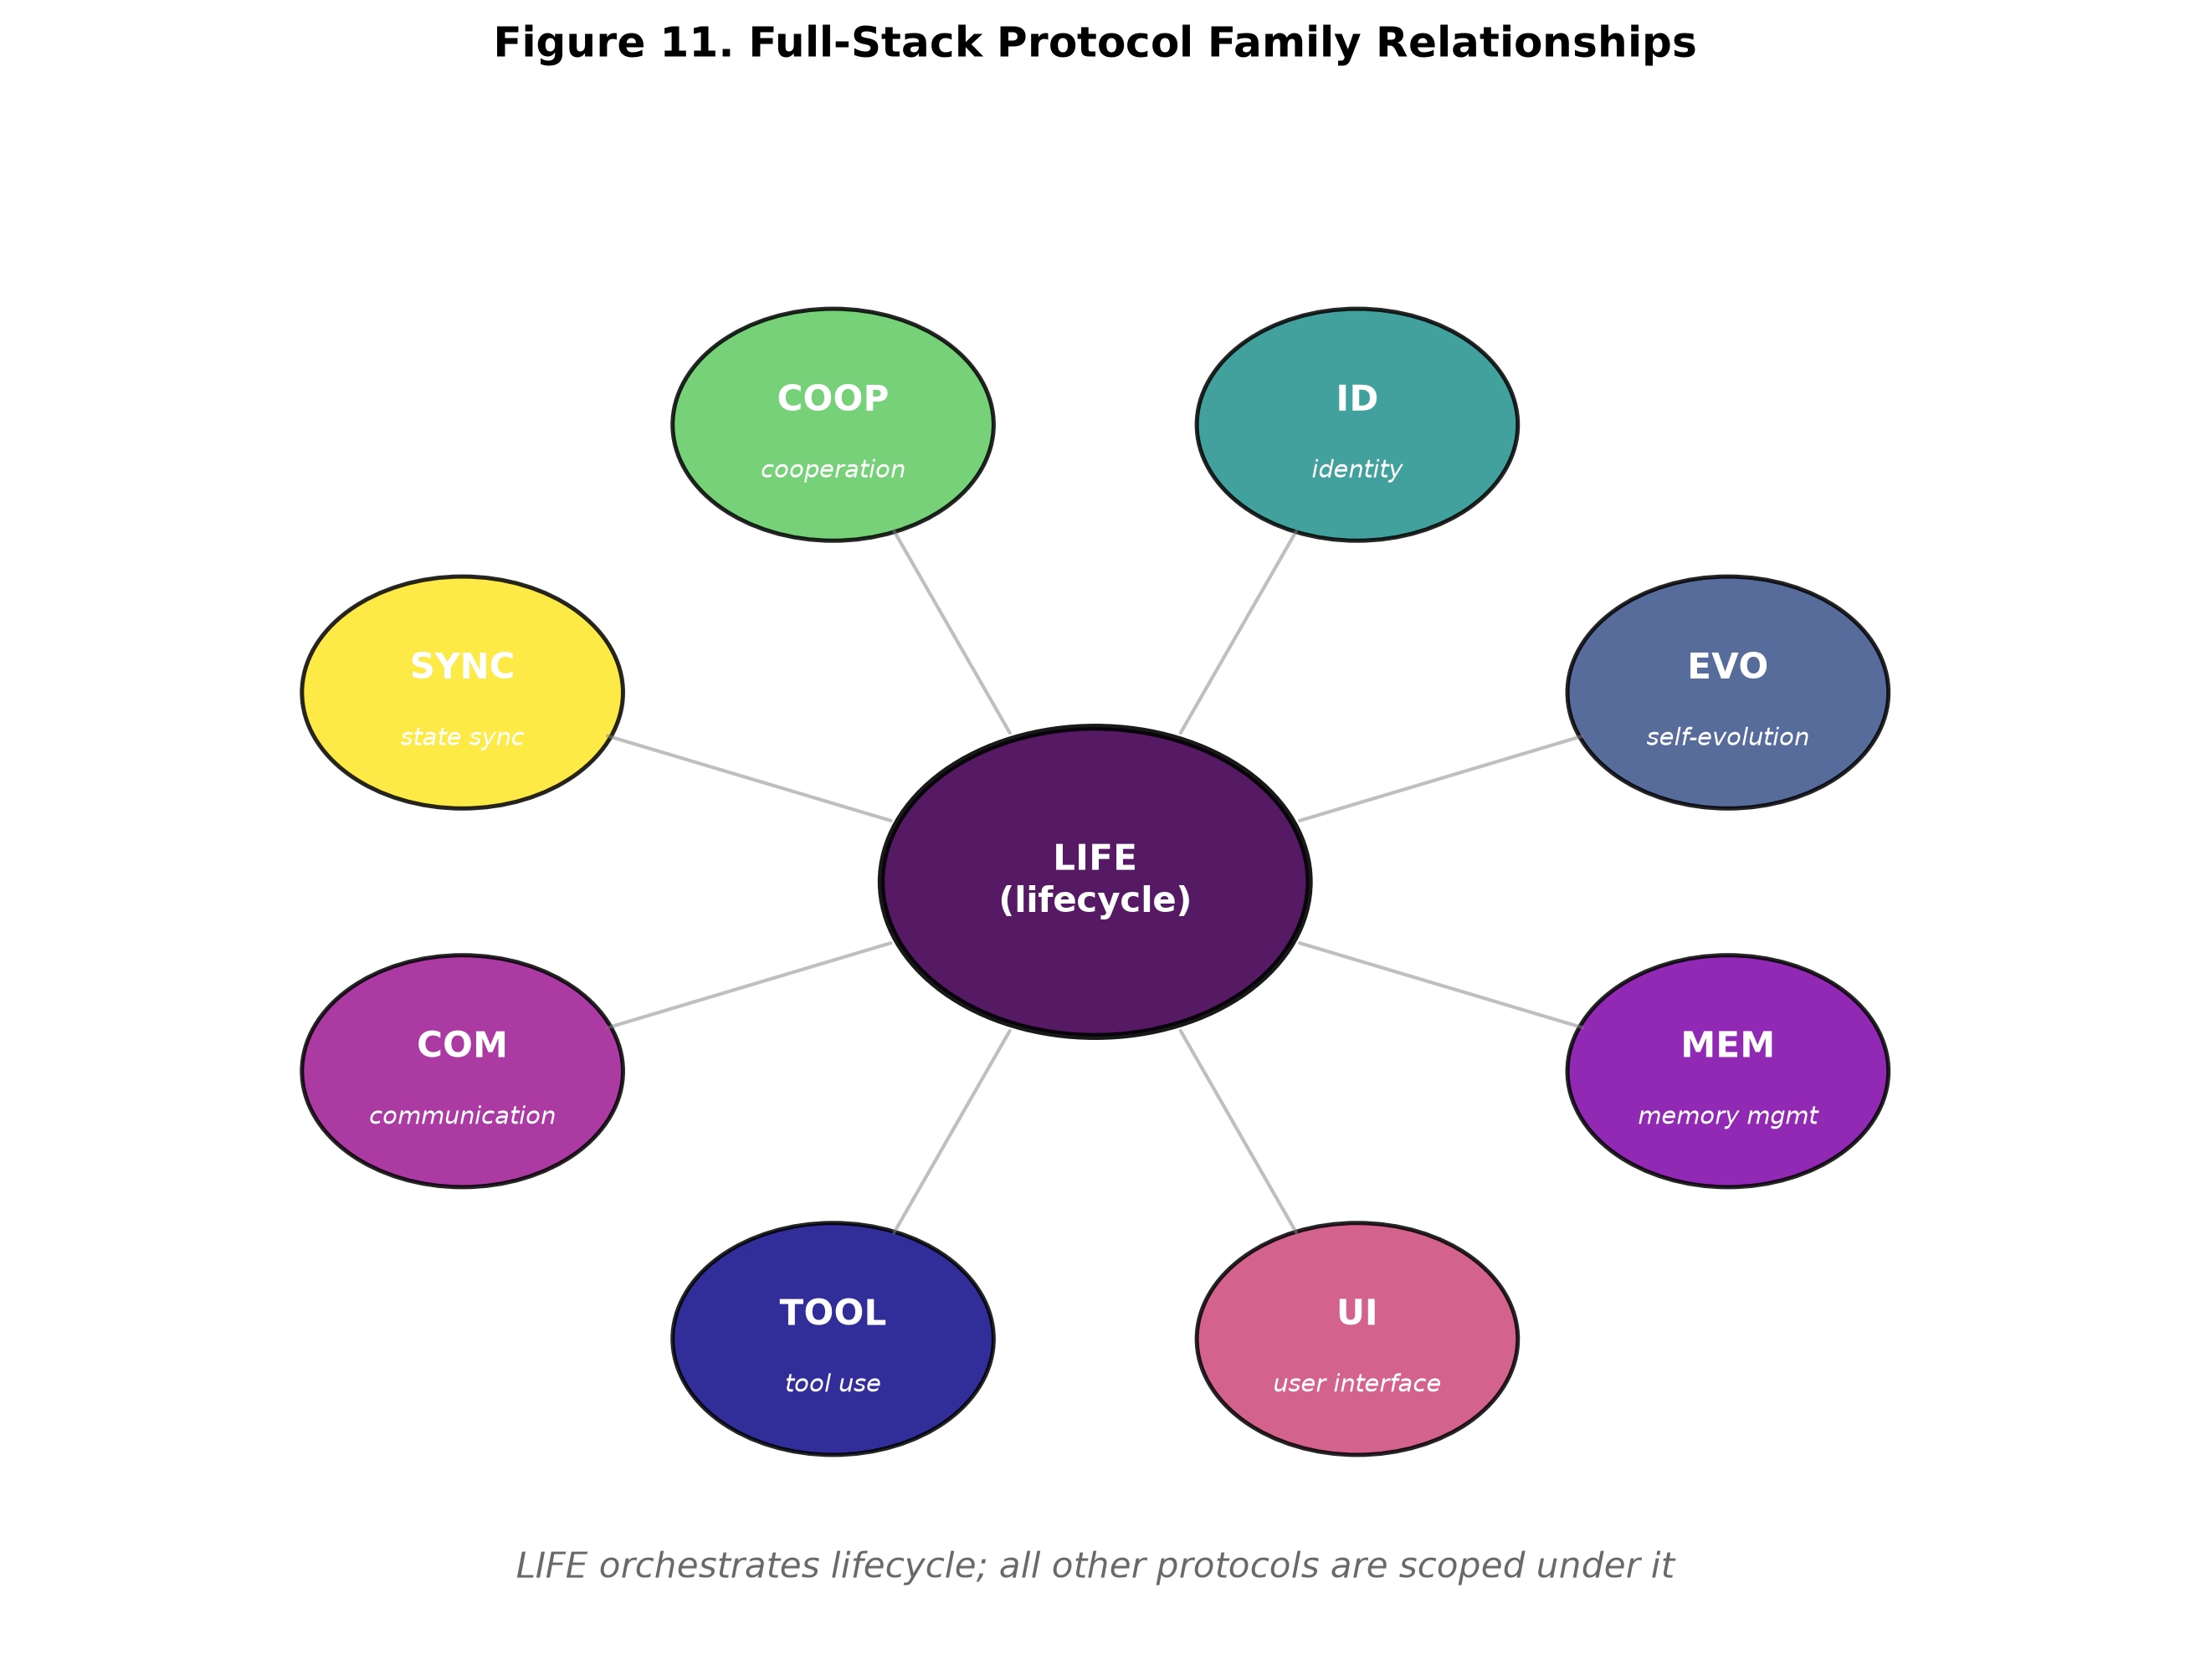 Figure 11. Full-Stack Protocol Family Relationships
COOP
cooperation
ID
identity
SYNC
state sync
EVO
self-evolution
LIFE
(lifecycle)
COM
communication
MEM
memory mgmt
TOOL
tool use
UI
user interface
LIFE orchestrates lifecycle; all other protocols are scoped under it